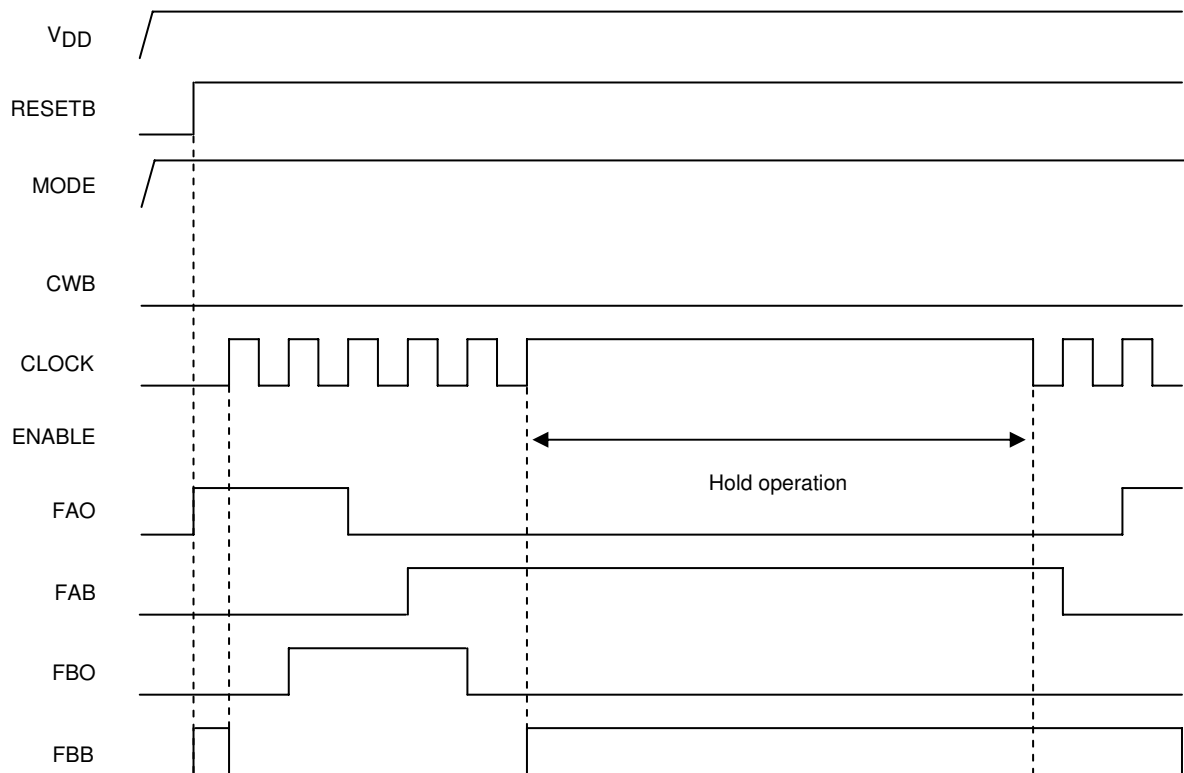 VDD
RESETB
MODE
CWB
CLOCK
ENABLE
Hold operation
FAO
FAB
FBO
FBB